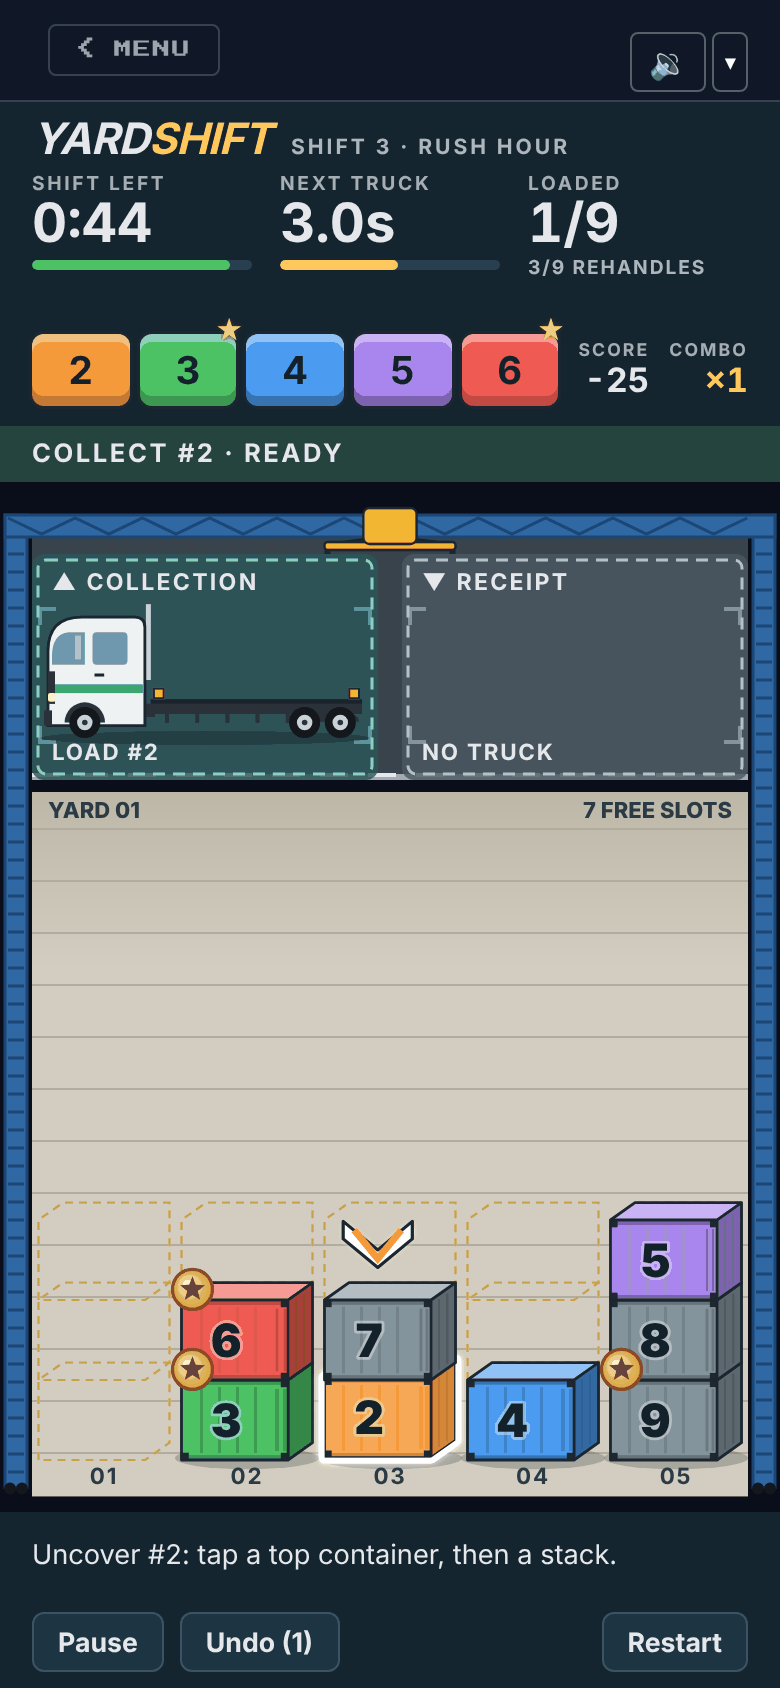 MENU
▼
YARDSHIFT SHIFT 3 · RUSH HOUR
SHIFT LEFT NEXT TRUCK LOADED
0:44 3.0s 1/9
3/9 REHANDLES
2 3 4 5 6
SCORE COMBO
-25 ×1
COLLECT #2 · READY
▲ COLLECTION ▼ RECEIPT
LOAD #2 NO TRUCK
YARD 01 7 FREE SLOTS
5
6 7 8
3 2 4 9
01 02 03 04 05
Uncover #2: tap a top container, then a stack.
Pause Undo (1) Restart